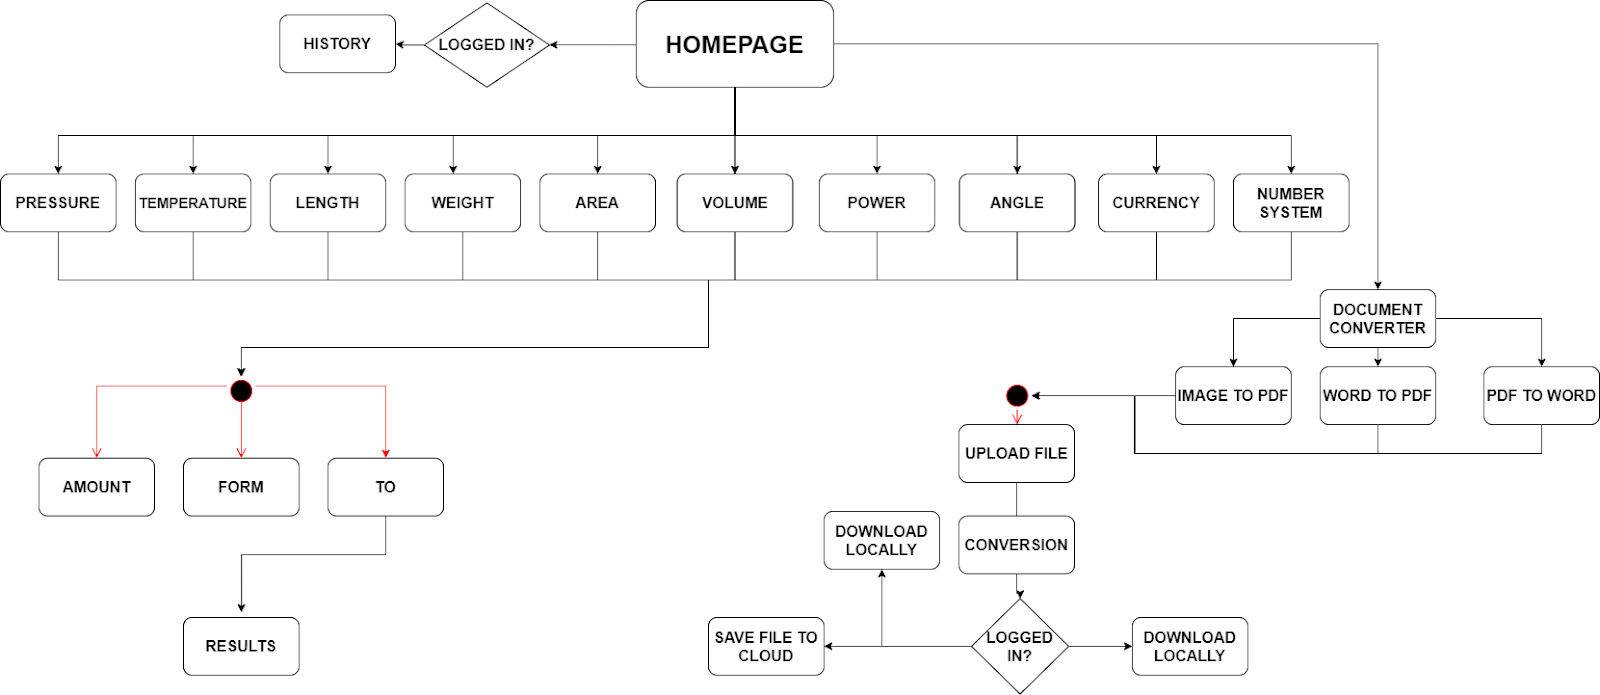 HISTORY
LOGGED IN?
HOMEPAGE
PRESSURE
TEMPERATURE
LENGTH
WEIGHT
AREA
VOLUME
POWER
ANGLE
CURRENCY
NUMBER
SYSTEM
DOCUMENT
CONVERTER
IMAGE TO PDF
WORD TO PDF
PDF TO WORD
UPLOAD FILE
AMOUNT
FORM
TO
CONVERSION
DOWNLOAD
LOCALLY
RESULTS
SAVE FILE TO
CLOUD
LOGGED
IN?
DOWNLOAD
LOCALLY